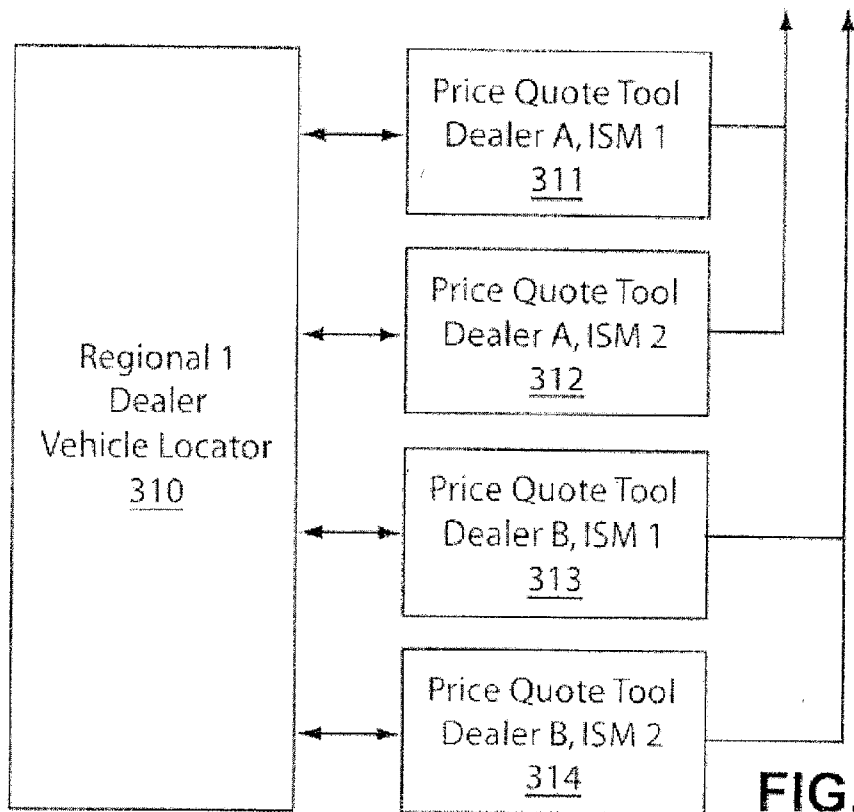 Regional 1
Dealer
Vehicle Locator
310
Price Quote Tool
Dealer A, ISM 1
311
Price Quote Tool
Dealer A, ISM 2
312
Price Quote Tool
Dealer B, ISM 1
313
Price Quote Tool
Dealer B, ISM 2
314
FIG.